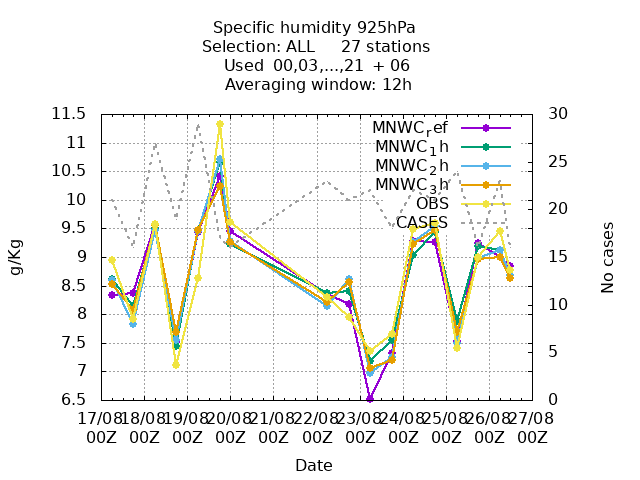 Specific humidity 925hPa
Selection: ALL 27 stations
Used 00,03,...,21 + 06
Averaging window: 12h
11.5
11
10.5
10
9.5
9
8.5
8
7.5
7
6.5
g/Kg
30
25
20
15
10
5
0
No cases
MNWCref
MNWC1h
MNWC2h
MNWC3h
OBS
CASES
17/08 18/08 19/08 20/08 21/08 22/08 23/08 24/08 25/08 26/08 27/08
00Z 00Z 00Z 00Z 00Z 00Z 00Z 00Z 00Z 00Z 00Z
Date